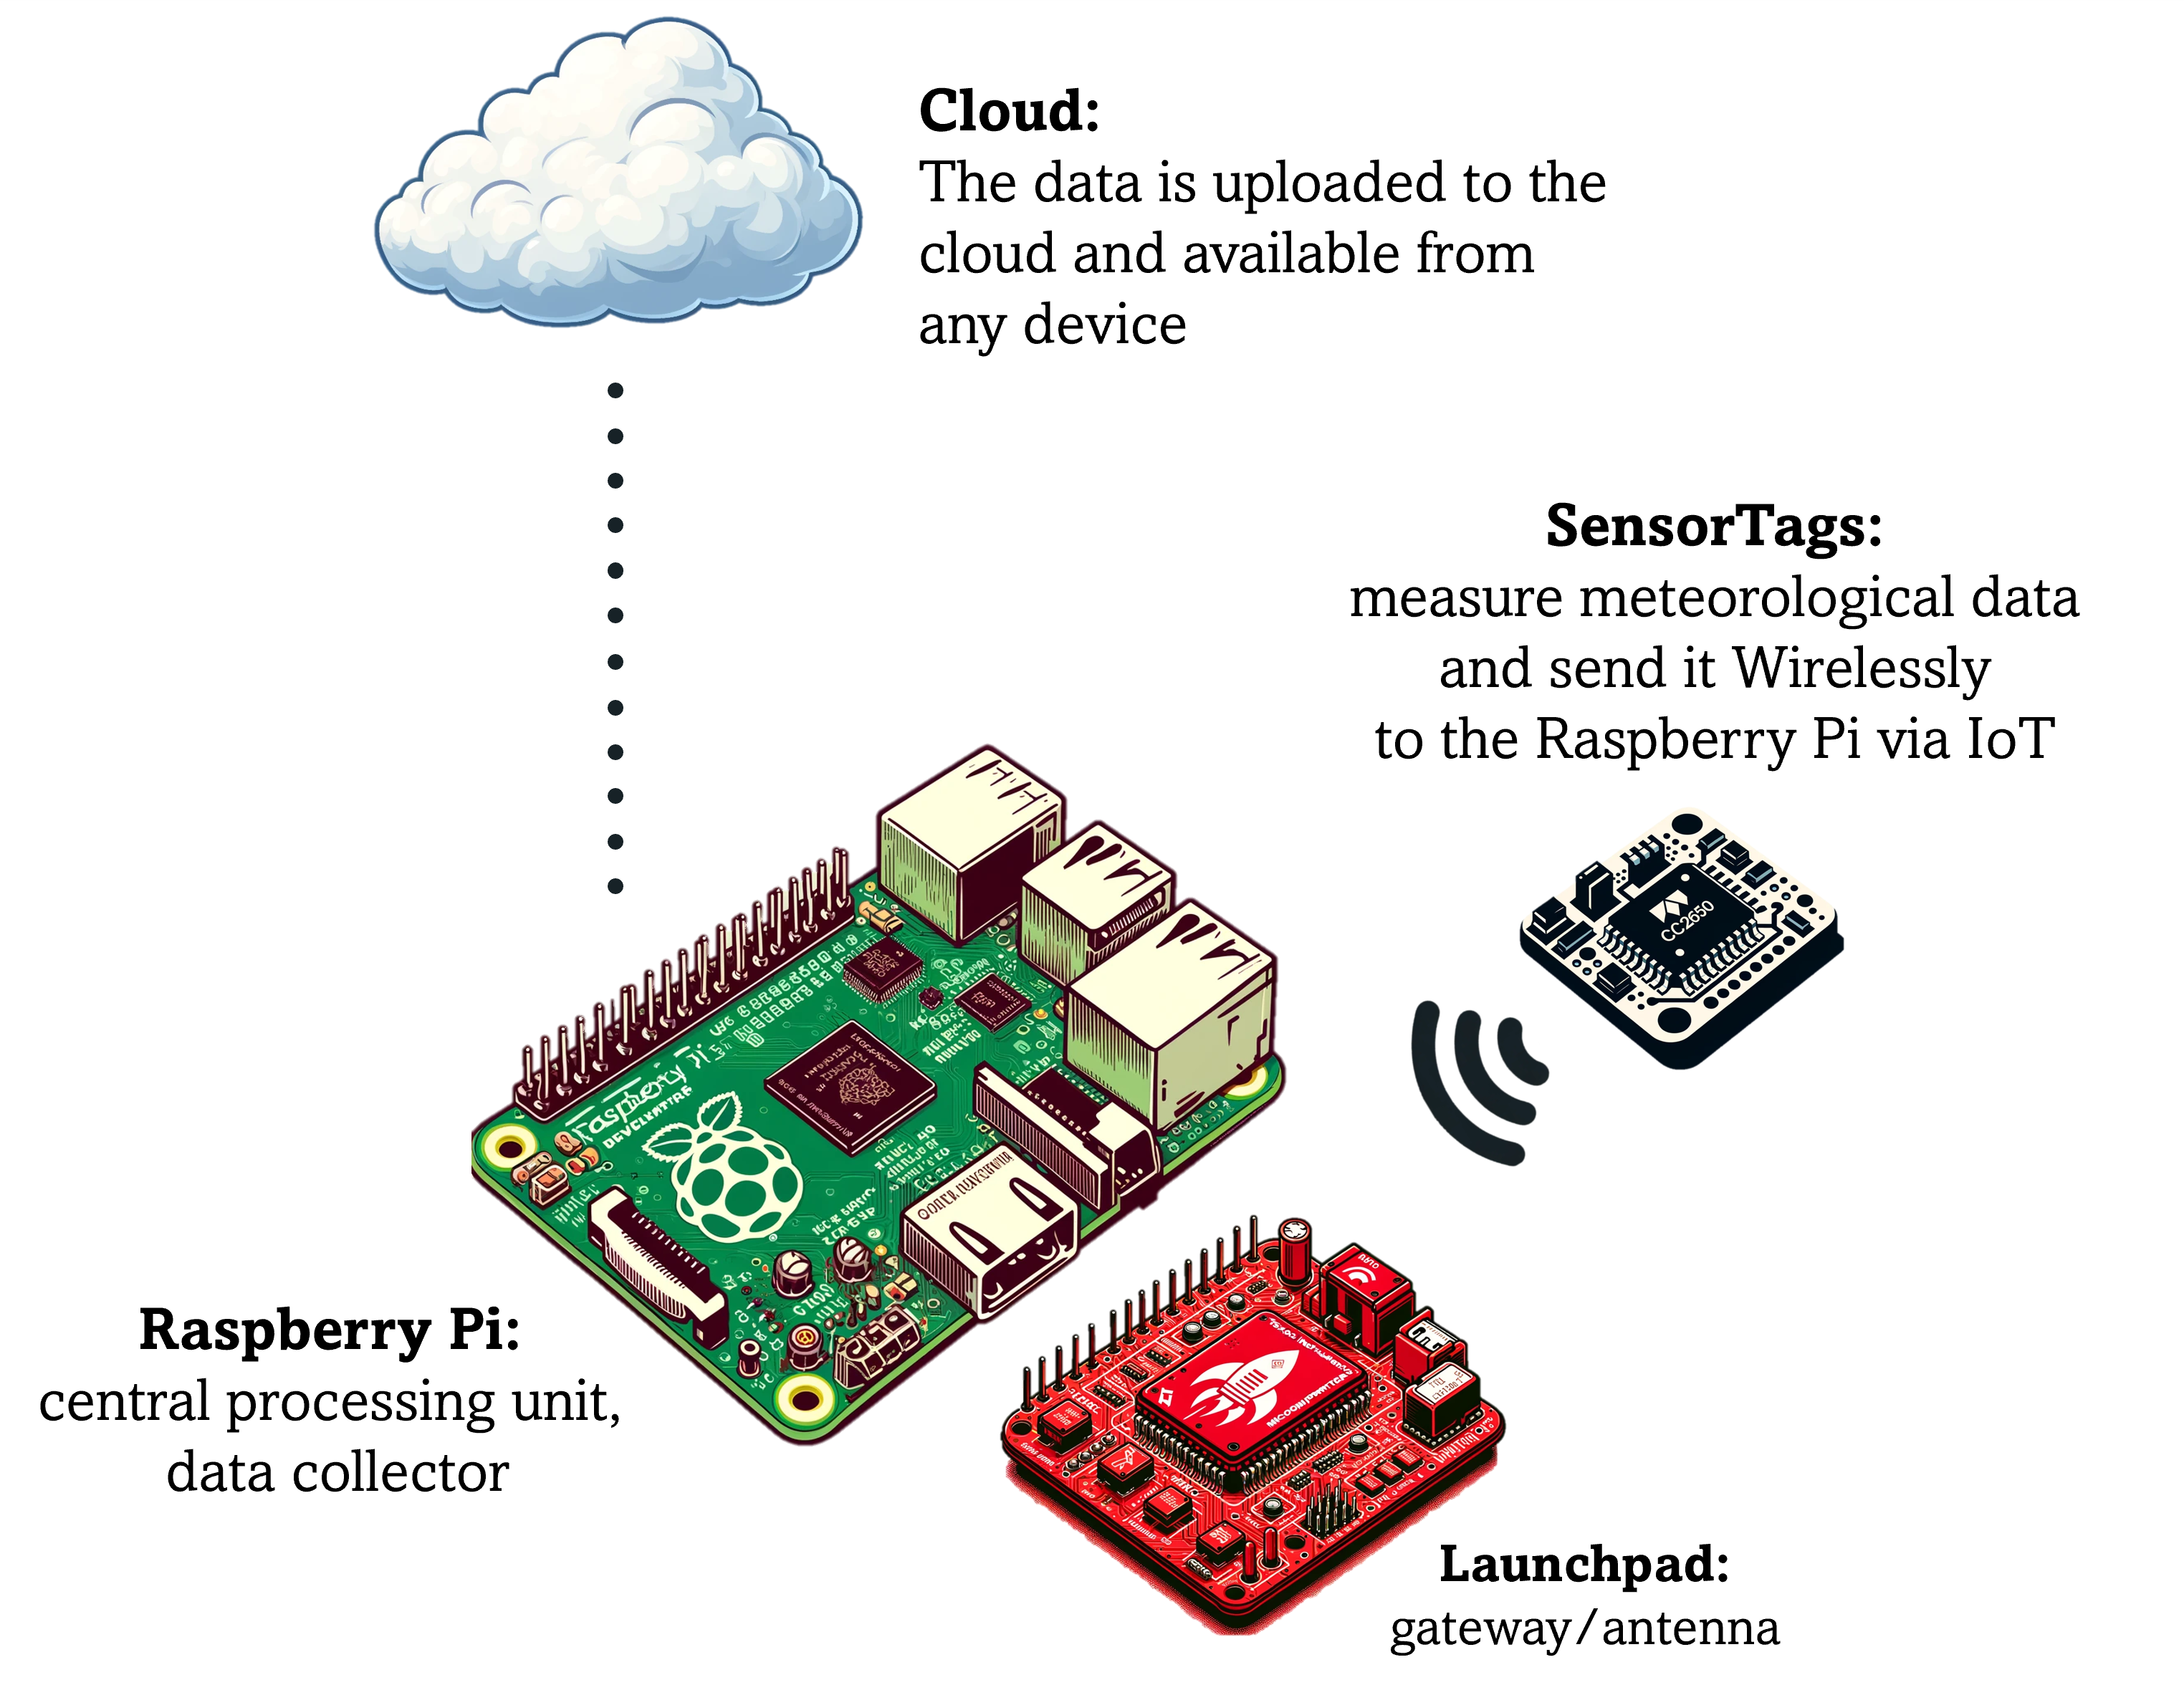 Cloud:
The data is uploaded to the
cloud and available from
any device
SensorTags:
measure meteorological data
and send it Wirelessly
to the Raspberry Pi via IoT
CC2650
Raspberry Pi:
central processing unit,
data collector
Launchpad:
gateway/antenna